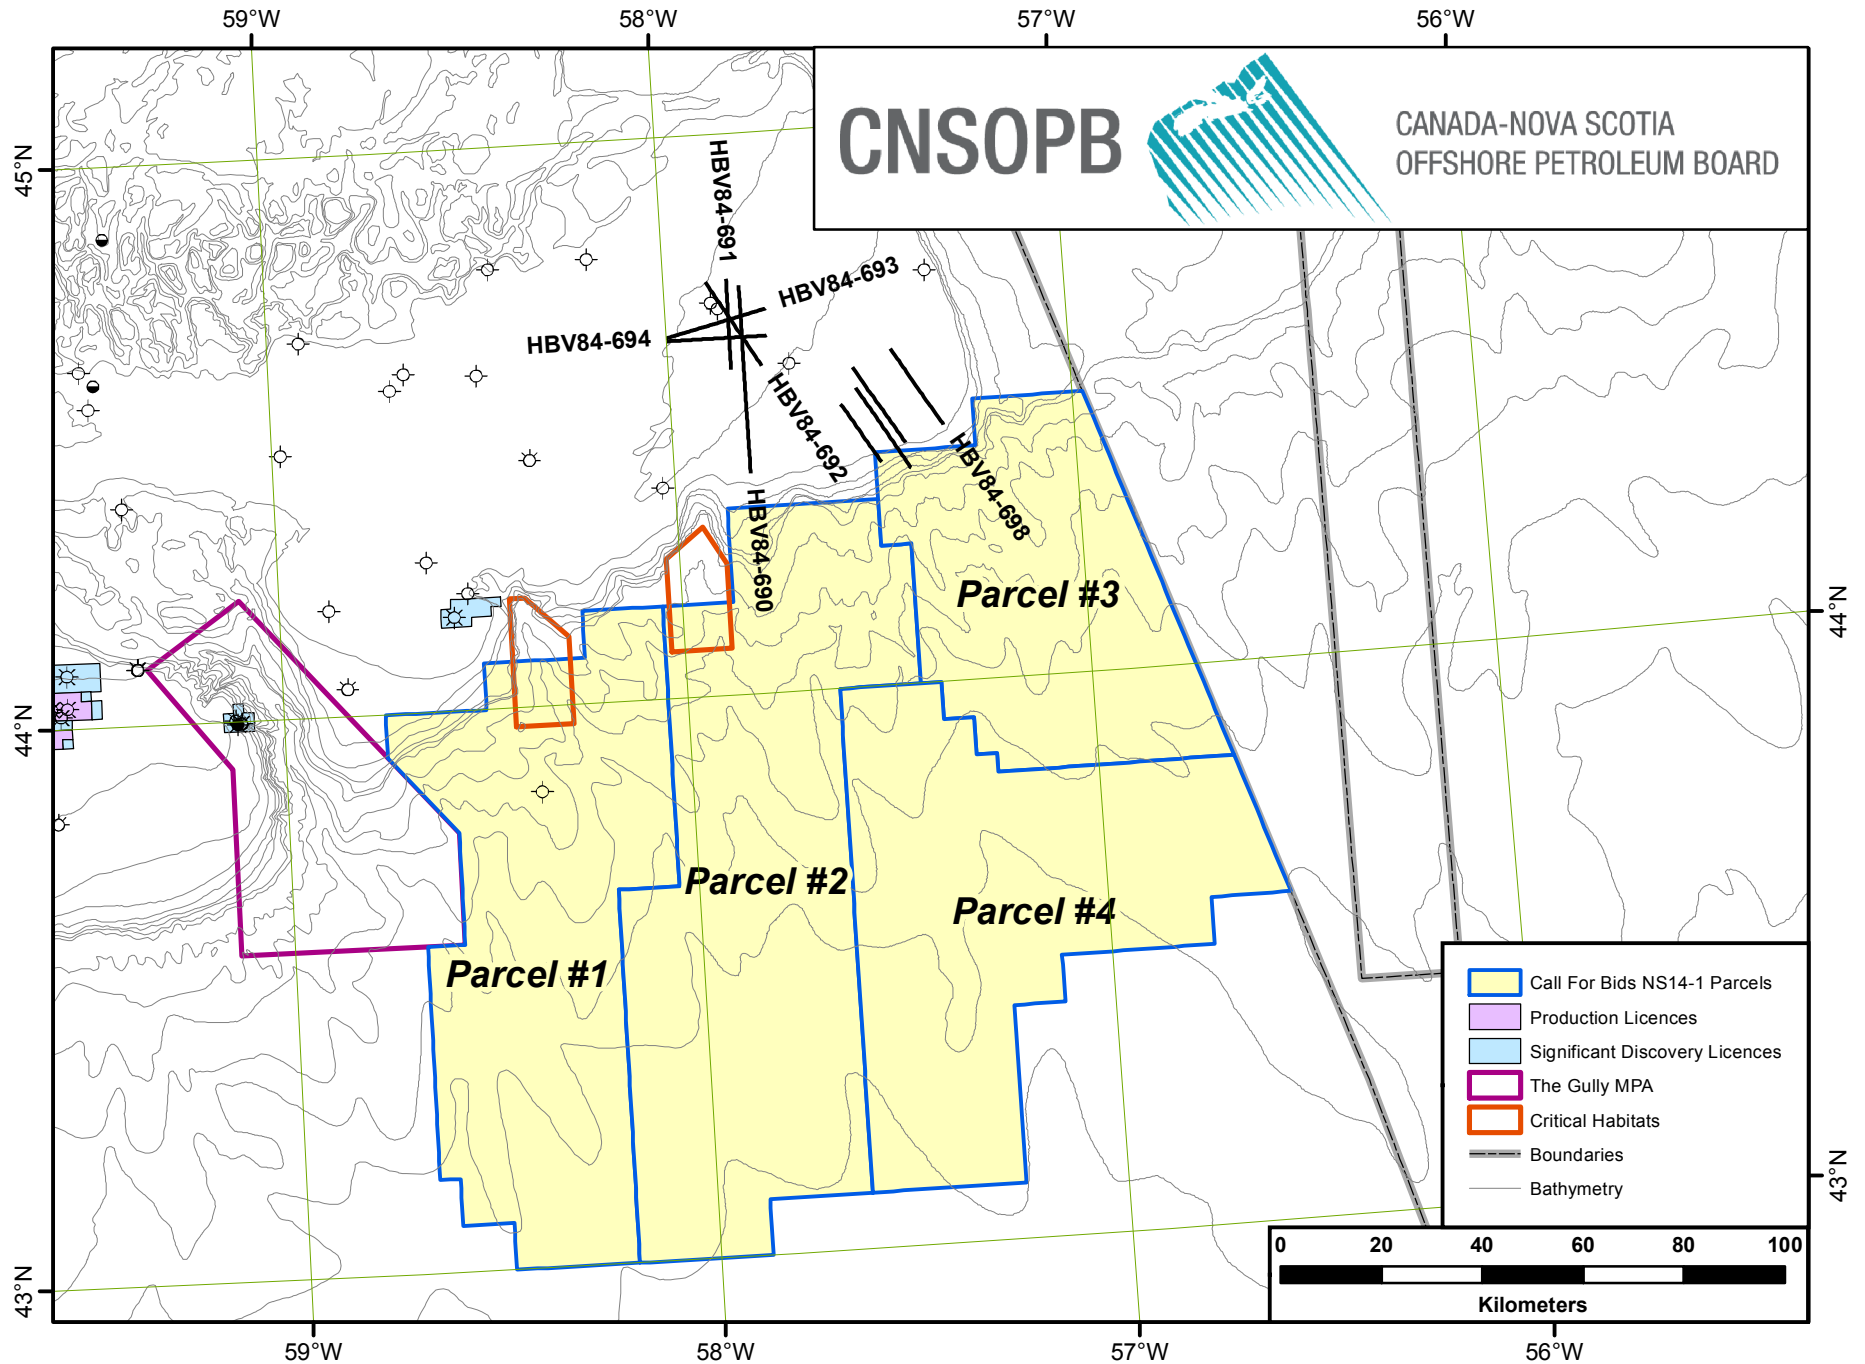 59°W
58°W
57°W
56°W
CNSOPB
CANADA-NOVA SCOTIA
OFFSHORE PETROLEUM BOARD
45°N
HBV84-691
HBV84-693
HBV84-694
HBV84-692
HBV84-698
HBV84-690
Parcel #3
44°N
44°N
Parcel #2
Parcel #4
Parcel #1
Call For Bids NS14-1 Parcels
Production Licences
Significant Discovery Licences
The Gully MPA
Critical Habitats
Boundaries
Bathymetry
43°N
43°N
0 20 40 60 80 100
Kilometers
59°W
58°W
57°W
56°W